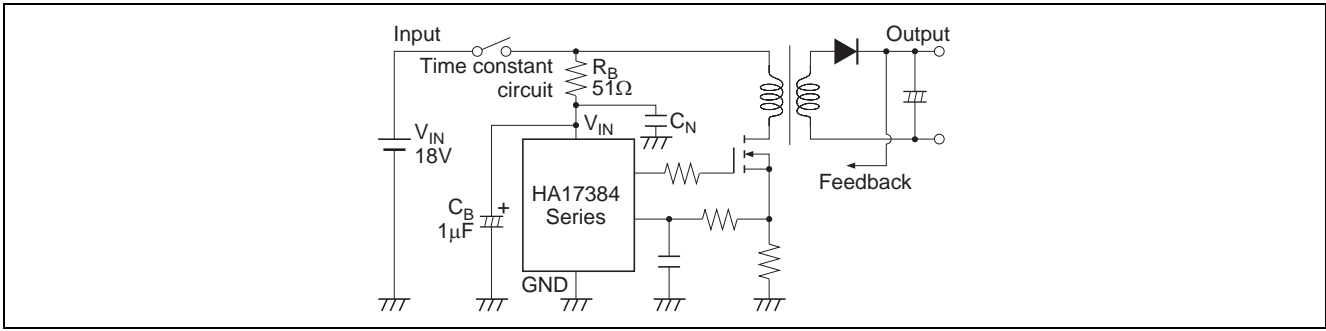 Input
Output
Time constant
circuit
R_B
51Ω
V_IN
C_N
V_IN
18V
Feedback
HA17384
Series
C_B
+
1μF
GND